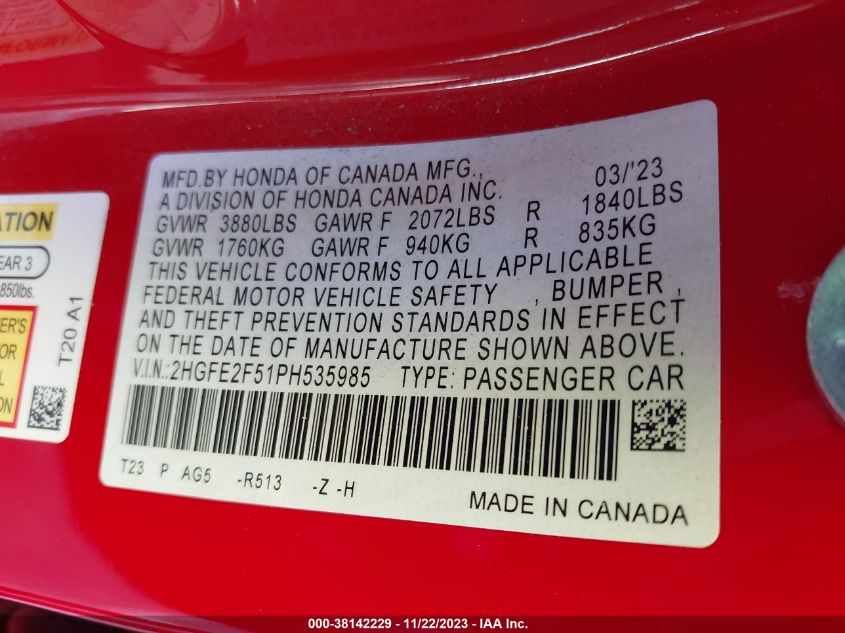 MFD.BY HONDA OF CANADA MFG., 03/'23
A DIVISION OF HONDA CANADA INC.
GVWR 3880LBS GAWR F 2072LBS R 1840LBS
GVWR 1760KG GAWR F 940KG R 835KG
THIS VEHICLE CONFORMS TO ALL APPLICABLE
FEDERAL MOTOR VEHICLE SAFETY , BUMPER ,
AND THEFT PREVENTION STANDARDS IN EFFECT
ON THE DATE OF MANUFACTURE SHOWN ABOVE.
V.I.N.:2HGFE2F51PH535985 TYPE: PASSENGER CAR
T23 P AG5 -R513 -Z -H
MADE IN CANADA
EAR 3
850lbs.
T20 A1
000-38142229 - 11/22/2023 - IAA Inc.